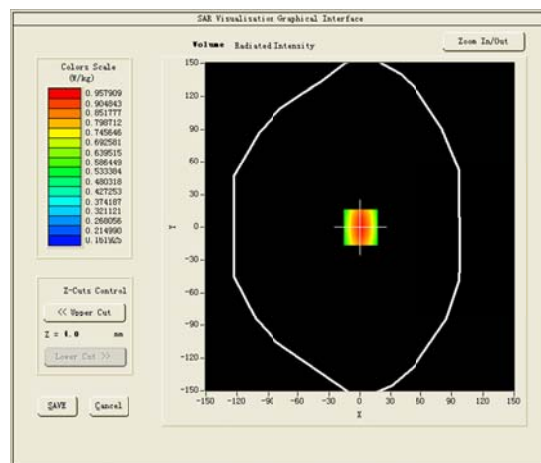 SAR Visualisation Graphical Interface
Volume Radiated Intensity
Zoom In/Out
Colors Scale
(W/kg)
0.957909
0.904843
0.851777
0.798712
0.745646
0.692581
0.639515
0.586449
0.533384
0.480318
0.427253
0.374187
0.321121
0.268056
0.214990
150
120
90
60
30
0
-30
-60
-90
-120
-150
Y
-150 -120 -90 -60 -30 0 30 60 90 120 150
X
Z-Cuts Control
<< Upper Cut
Z = 4.0 mm
Lower Cut >>
SAVE
Cancel